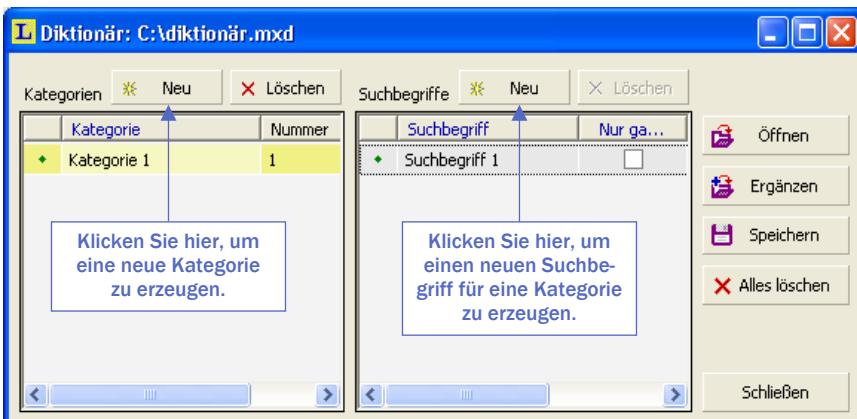 L Diktionär: C:\diktionär.mxd
Kategorien Neu Löschen Suchbegriffe Neu Löschen
Kategorie Nummer Suchbegriff Nur ga...
Kategorie 1 1 Suchbegriff 1
Klicken Sie hier, um
eine neue Kategorie
zu erzeugen.
Klicken Sie hier, um
einen neuen Suchbe-
griff für eine Kategorie
zu erzeugen.
Öffnen
Ergänzen
Speichern
Alles löschen
Schließen